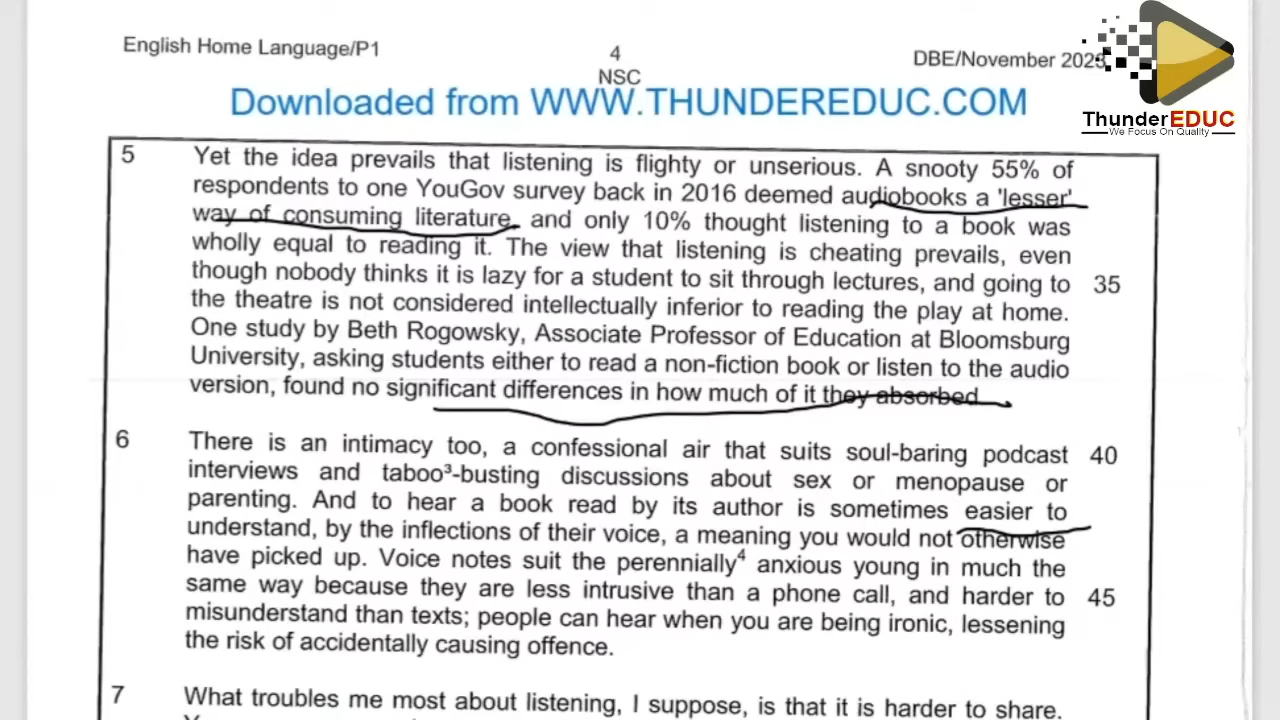 English Home Language/P1
4
DBE/November 2023
NSC
Downloaded from WWW.THUNDEREDUC.COM
ThunderEDUC
We Focus On Quality
5 Yet the idea prevails that listening is flighty or unserious. A snooty 55% of
respondents to one YouGov survey back in 2016 deemed audiobooks a 'lesser'
way of consuming literature, and only 10% thought listening to a book was
wholly equal to reading it. The view that listening is cheating prevails, even
though nobody thinks it is lazy for a student to sit through lectures, and going to 35
the theatre is not considered intellectually inferior to reading the play at home.
One study by Beth Rogowsky, Associate Professor of Education at Bloomsburg
University, asking students either to read a non-fiction book or listen to the audio
version, found no significant differences in how much of it they absorbed.
6 There is an intimacy too, a confessional air that suits soul-baring podcast 40
interviews and taboo³-busting discussions about sex or menopause or
parenting. And to hear a book read by its author is sometimes easier to
understand, by the inflections of their voice, a meaning you would not otherwise
have picked up. Voice notes suit the perennially⁴ anxious young in much the
same way because they are less intrusive than a phone call, and harder to 45
misunderstand than texts; people can hear when you are being ironic, lessening
the risk of accidentally causing offence.
7 What troubles me most about listening, I suppose, is that it is harder to share.